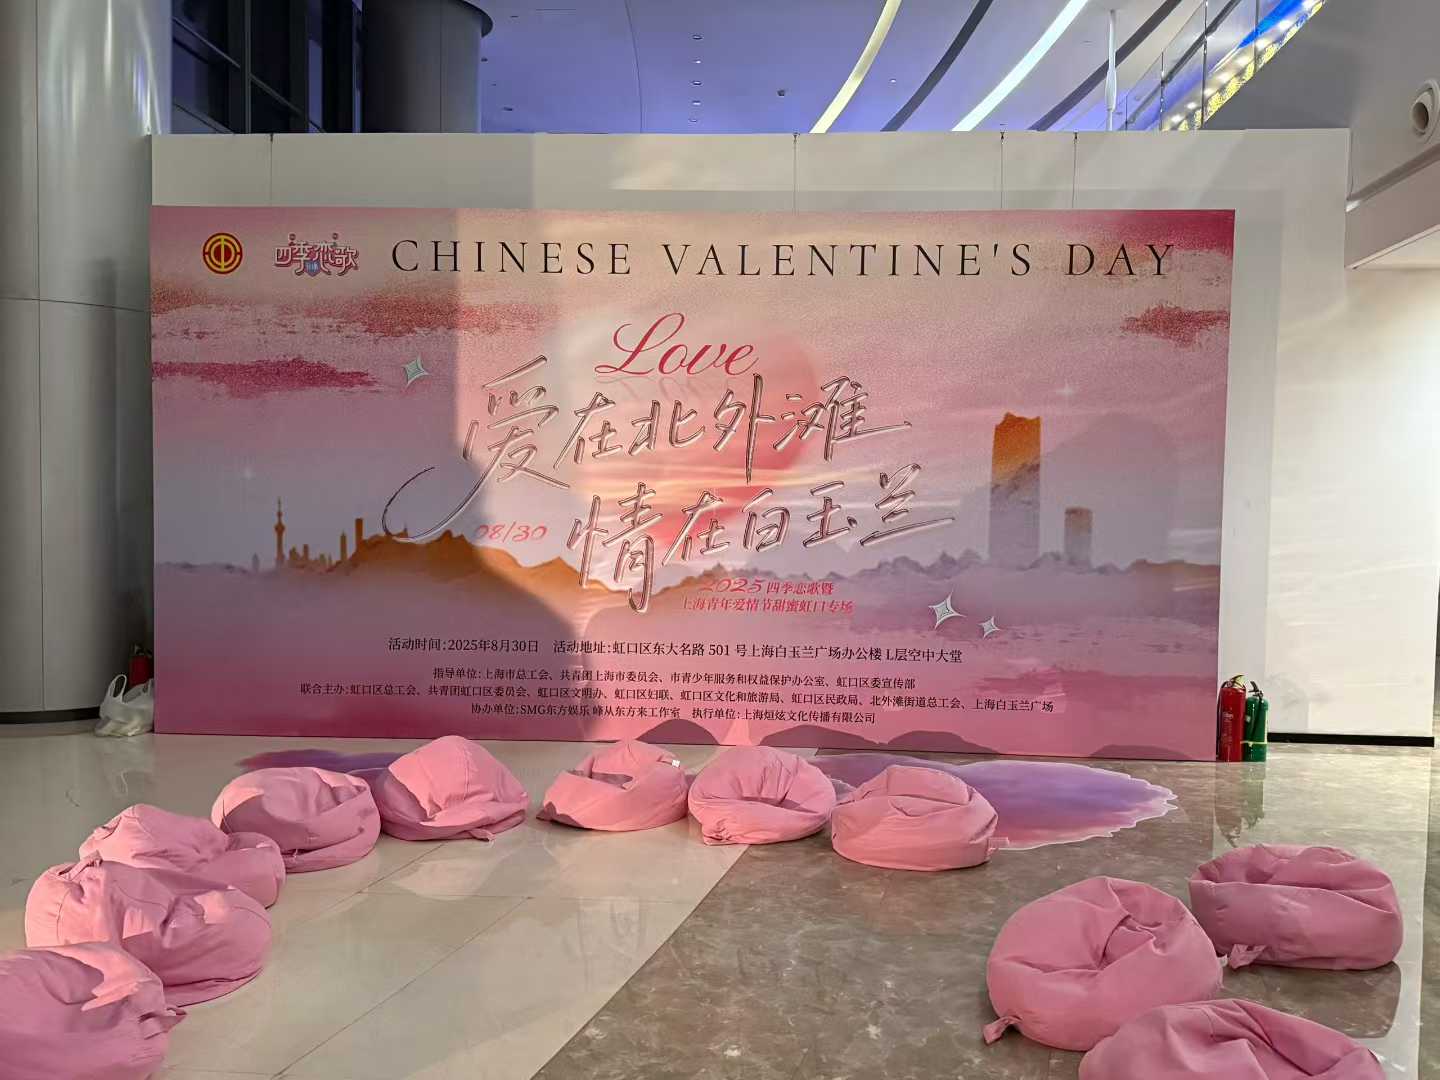 四季恋歌
CHINESE VALENTINE'S DAY
Love
爱在北外滩
08/30
情在白玉兰
2025 四季恋歌暨
上海青年爱情节甜蜜虹口专场
活动时间:2025年8月30日 活动地址:虹口区东大名路 501 号上海白玉兰广场办公楼 L层空中大堂
指导单位:上海市总工会、共青团上海市委员会、市青少年服务和权益保护办公室、虹口区委宣传部
联合主办:虹口区总工会、共青团虹口区委员会、虹口区文明办、虹口区妇联、虹口区文化和旅游局、虹口区民政局、北外滩街道总工会、上海白玉兰广场
协办单位:SMG东方娱乐 峰从东方来工作室 执行单位:上海烜炫文化传播有限公司